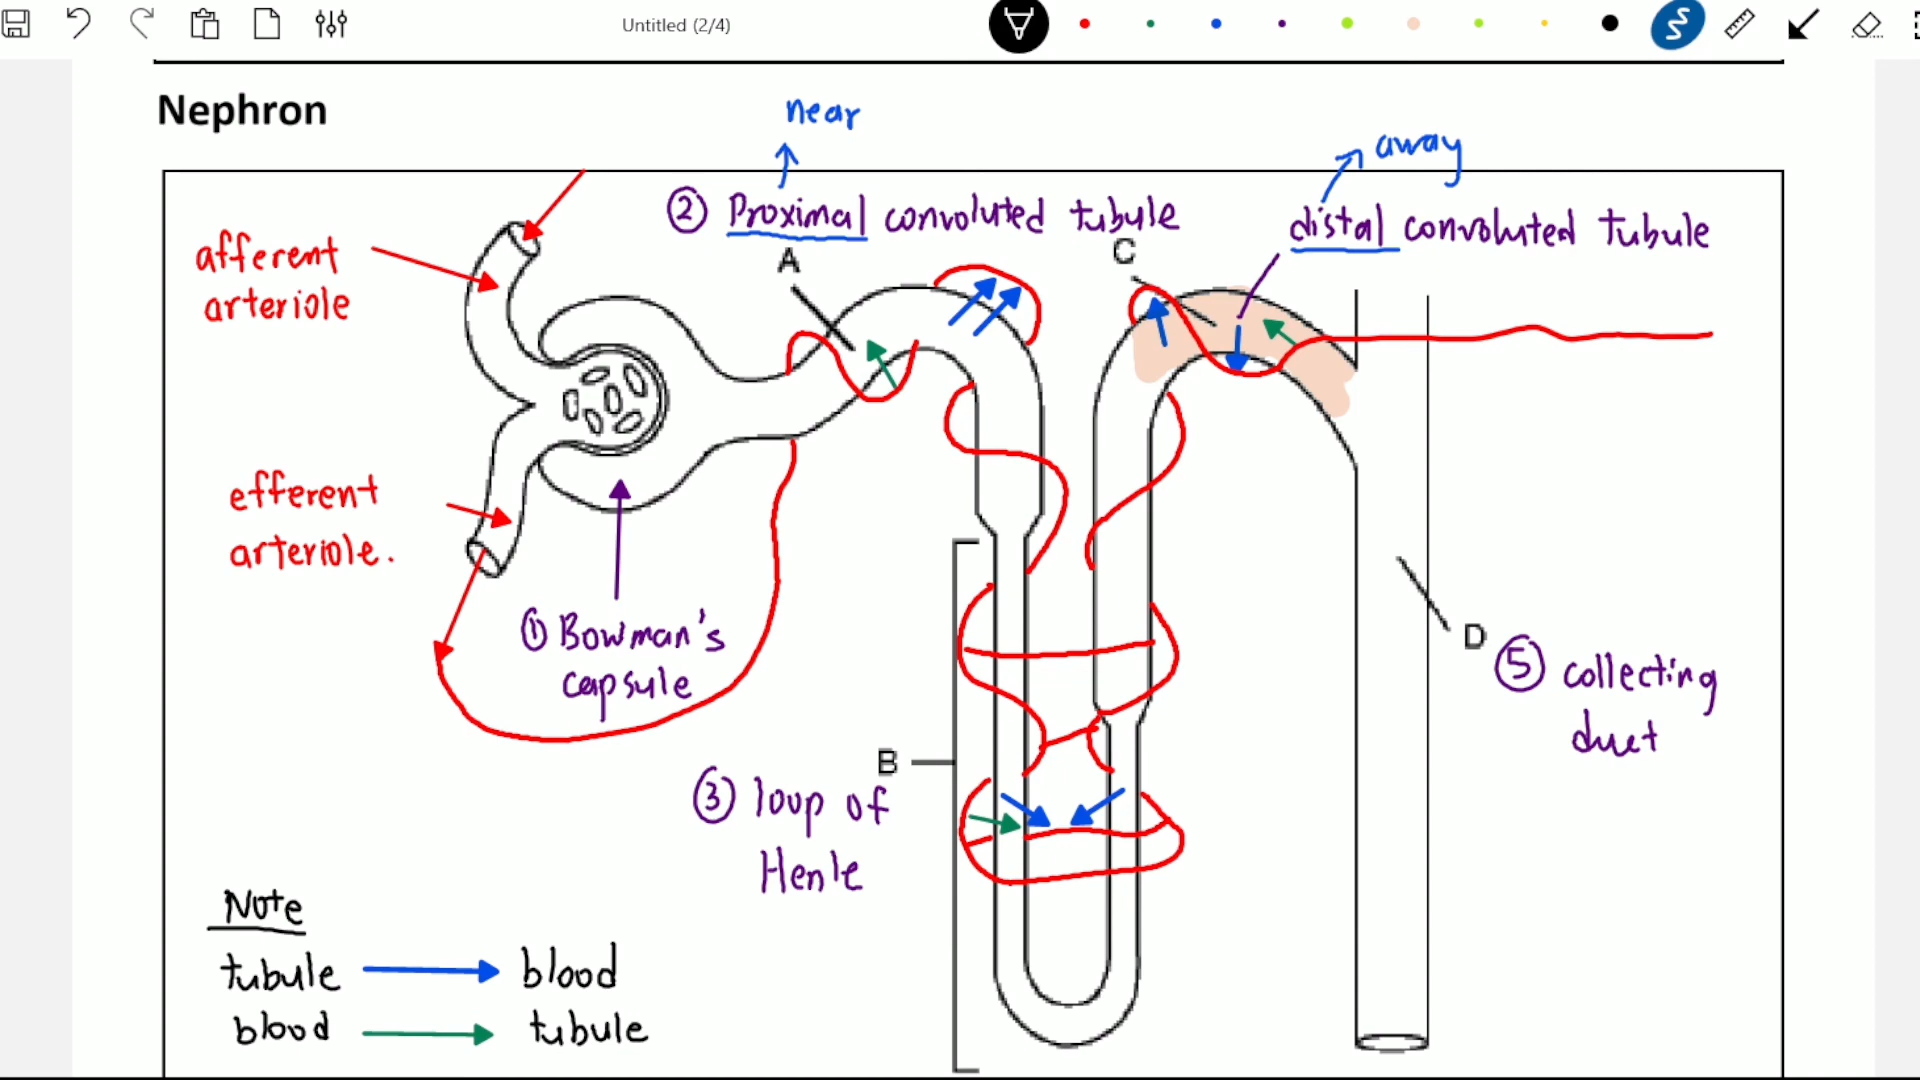 Untitled (2/4)
Nephron
near
away
② Proximal convoluted tubule
distal convoluted tubule
afferent
arteriole
A
C
efferent
arteriole.
① Bowman's
capsule
D
⑤ collecting
duct
B
③ loop of
Henle
Note
tubule → blood
blood → tubule